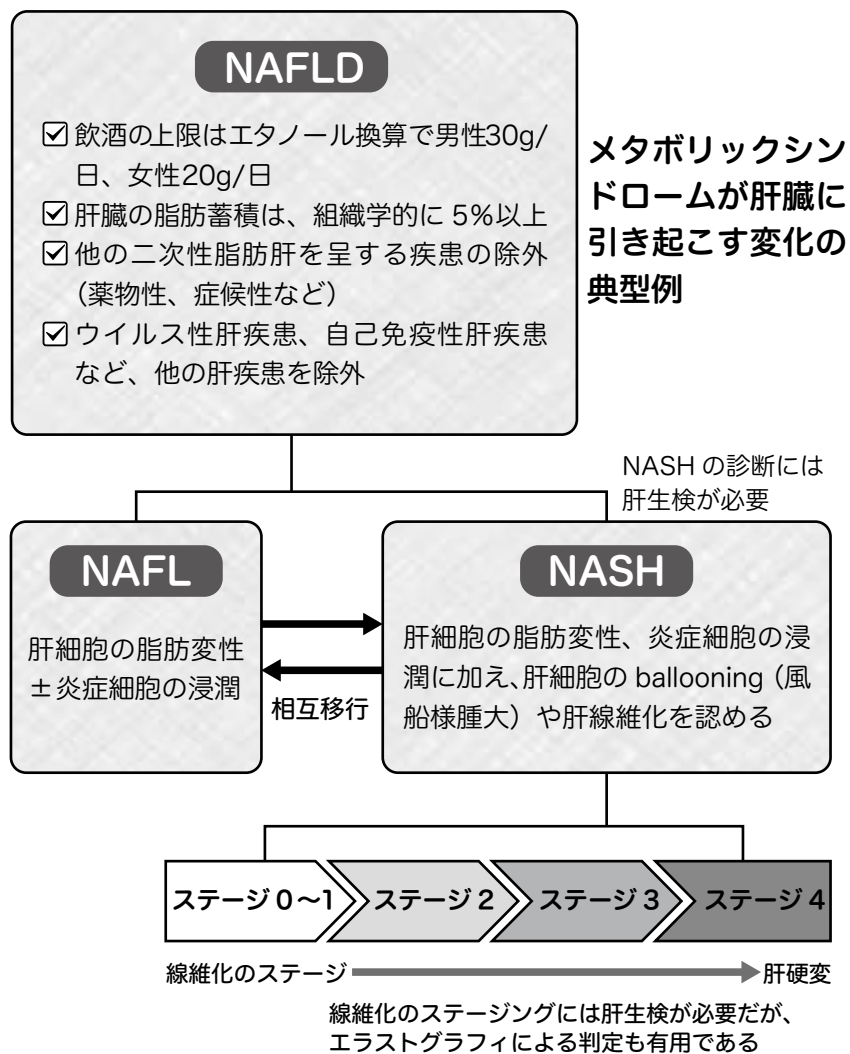 NAFLD
飲酒の上限はエタノール換算で男性30g/
日、女性20g/日
肝臓の脂肪蓄積は、組織学的に 5%以上
他の二次性脂肪肝を呈する疾患の除外
(薬物性、症候性など)
ウイルス性肝疾患、自己免疫性肝疾患
など、他の肝疾患を除外
メタボリックシン
ドロームが肝臓に
引き起こす変化の
典型例
NASH の診断には
肝生検が必要
NAFL
肝細胞の脂肪変性
±炎症細胞の浸潤
相互移行
NASH
肝細胞の脂肪変性、炎症細胞の浸
潤に加え、肝細胞の ballooning(風
船様腫大)や肝線維化を認める
ステージ 0〜1
ステージ 2
ステージ 3
ステージ 4
線維化のステージ
肝硬変
線維化のステージングには肝生検が必要だが、
エラストグラフィによる判定も有用である